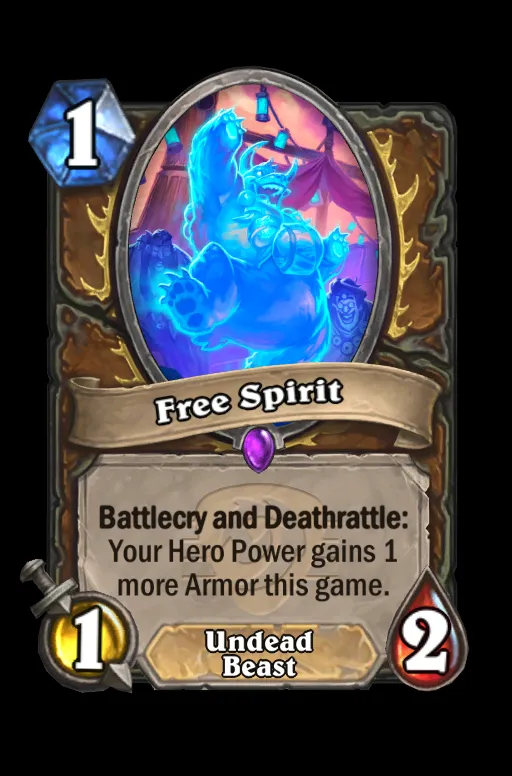 1
Free Spirit
Battlecry and Deathrattle:
Your Hero Power gains 1
more Armor this game.
1
Undead
Beast
2